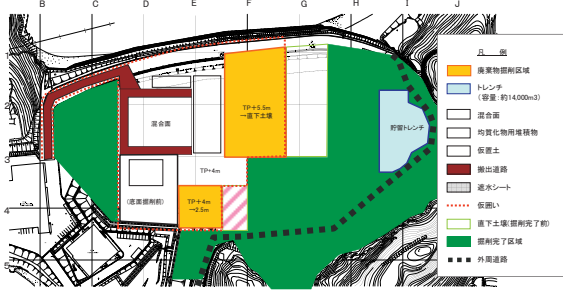 B C D E F G H I J
1
2
3
4
5
TP+5.5m
→直下土壌
混合面
貯留トレンチ
TP+4m
(底面掘削前)
TP+4m
→2.5m
凡 例
廃棄物掘削区域
トレンチ
(容量:約14,000m3)
混合面
均質化物用堆積物
仮置土
搬出道路
遮水シート
仮囲い
直下土壌(掘削完了前)
掘削完了区域
外周道路